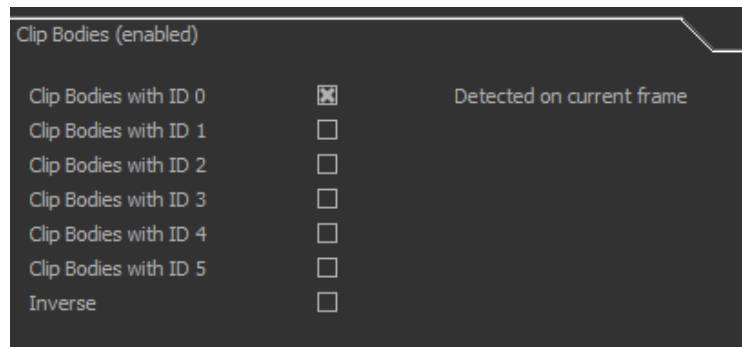 Clip Bodies (enabled)
Clip Bodies with ID 0 Detected on current frame
Clip Bodies with ID 1
Clip Bodies with ID 2
Clip Bodies with ID 3
Clip Bodies with ID 4
Clip Bodies with ID 5
Inverse